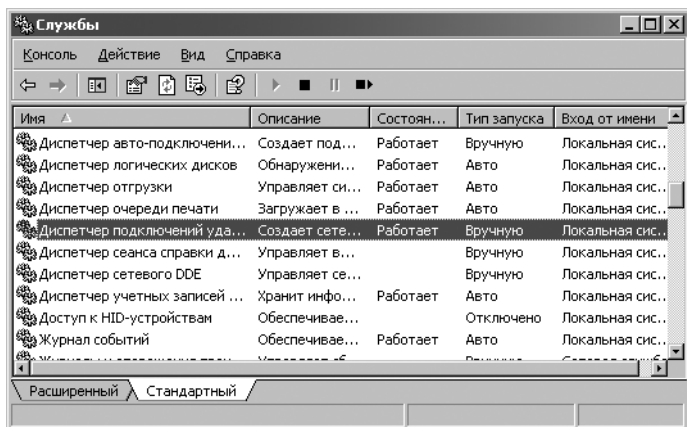 Службы
Консоль Действие Вид Справка
Имя Описание Состоян... Тип запуска Вход от имени
Диспетчер авто-подключени... Создает под... Работает Вручную Локальная сис...
Диспетчер логических дисков Обнаружени... Работает Авто Локальная сис...
Диспетчер отгрузки Управляет си... Работает Авто Локальная сис...
Диспетчер очереди печати Загружает в ... Работает Авто Локальная сис...
Диспетчер подключений уда... Создает сете... Работает Вручную Локальная сис...
Диспетчер сеанса справки д... Управляет в... Вручную Локальная сис...
Диспетчер сетевого DDE Управляет се... Вручную Локальная сис...
Диспетчер учетных записей ... Хранит инфо... Работает Авто Локальная сис...
Доступ к HID-устройствам Обеспечивае... Отключено Локальная сис...
Журнал событий Обеспечивае... Работает Авто Локальная сис...
Расширенный Стандартный